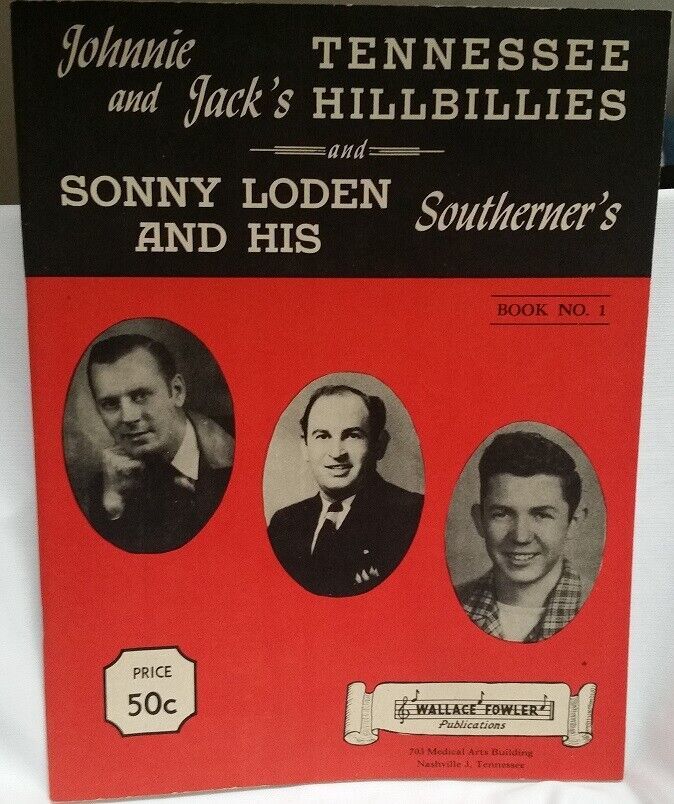 Johnnie TENNESSEE
and Jack's HILLBILLIES
and
SONNY LODEN
AND HIS Southerner's
BOOK NO. 1
PRICE
50c
WALLACE FOWLER
Publications
703 Medical Arts Building
Nashville 3, Tennessee